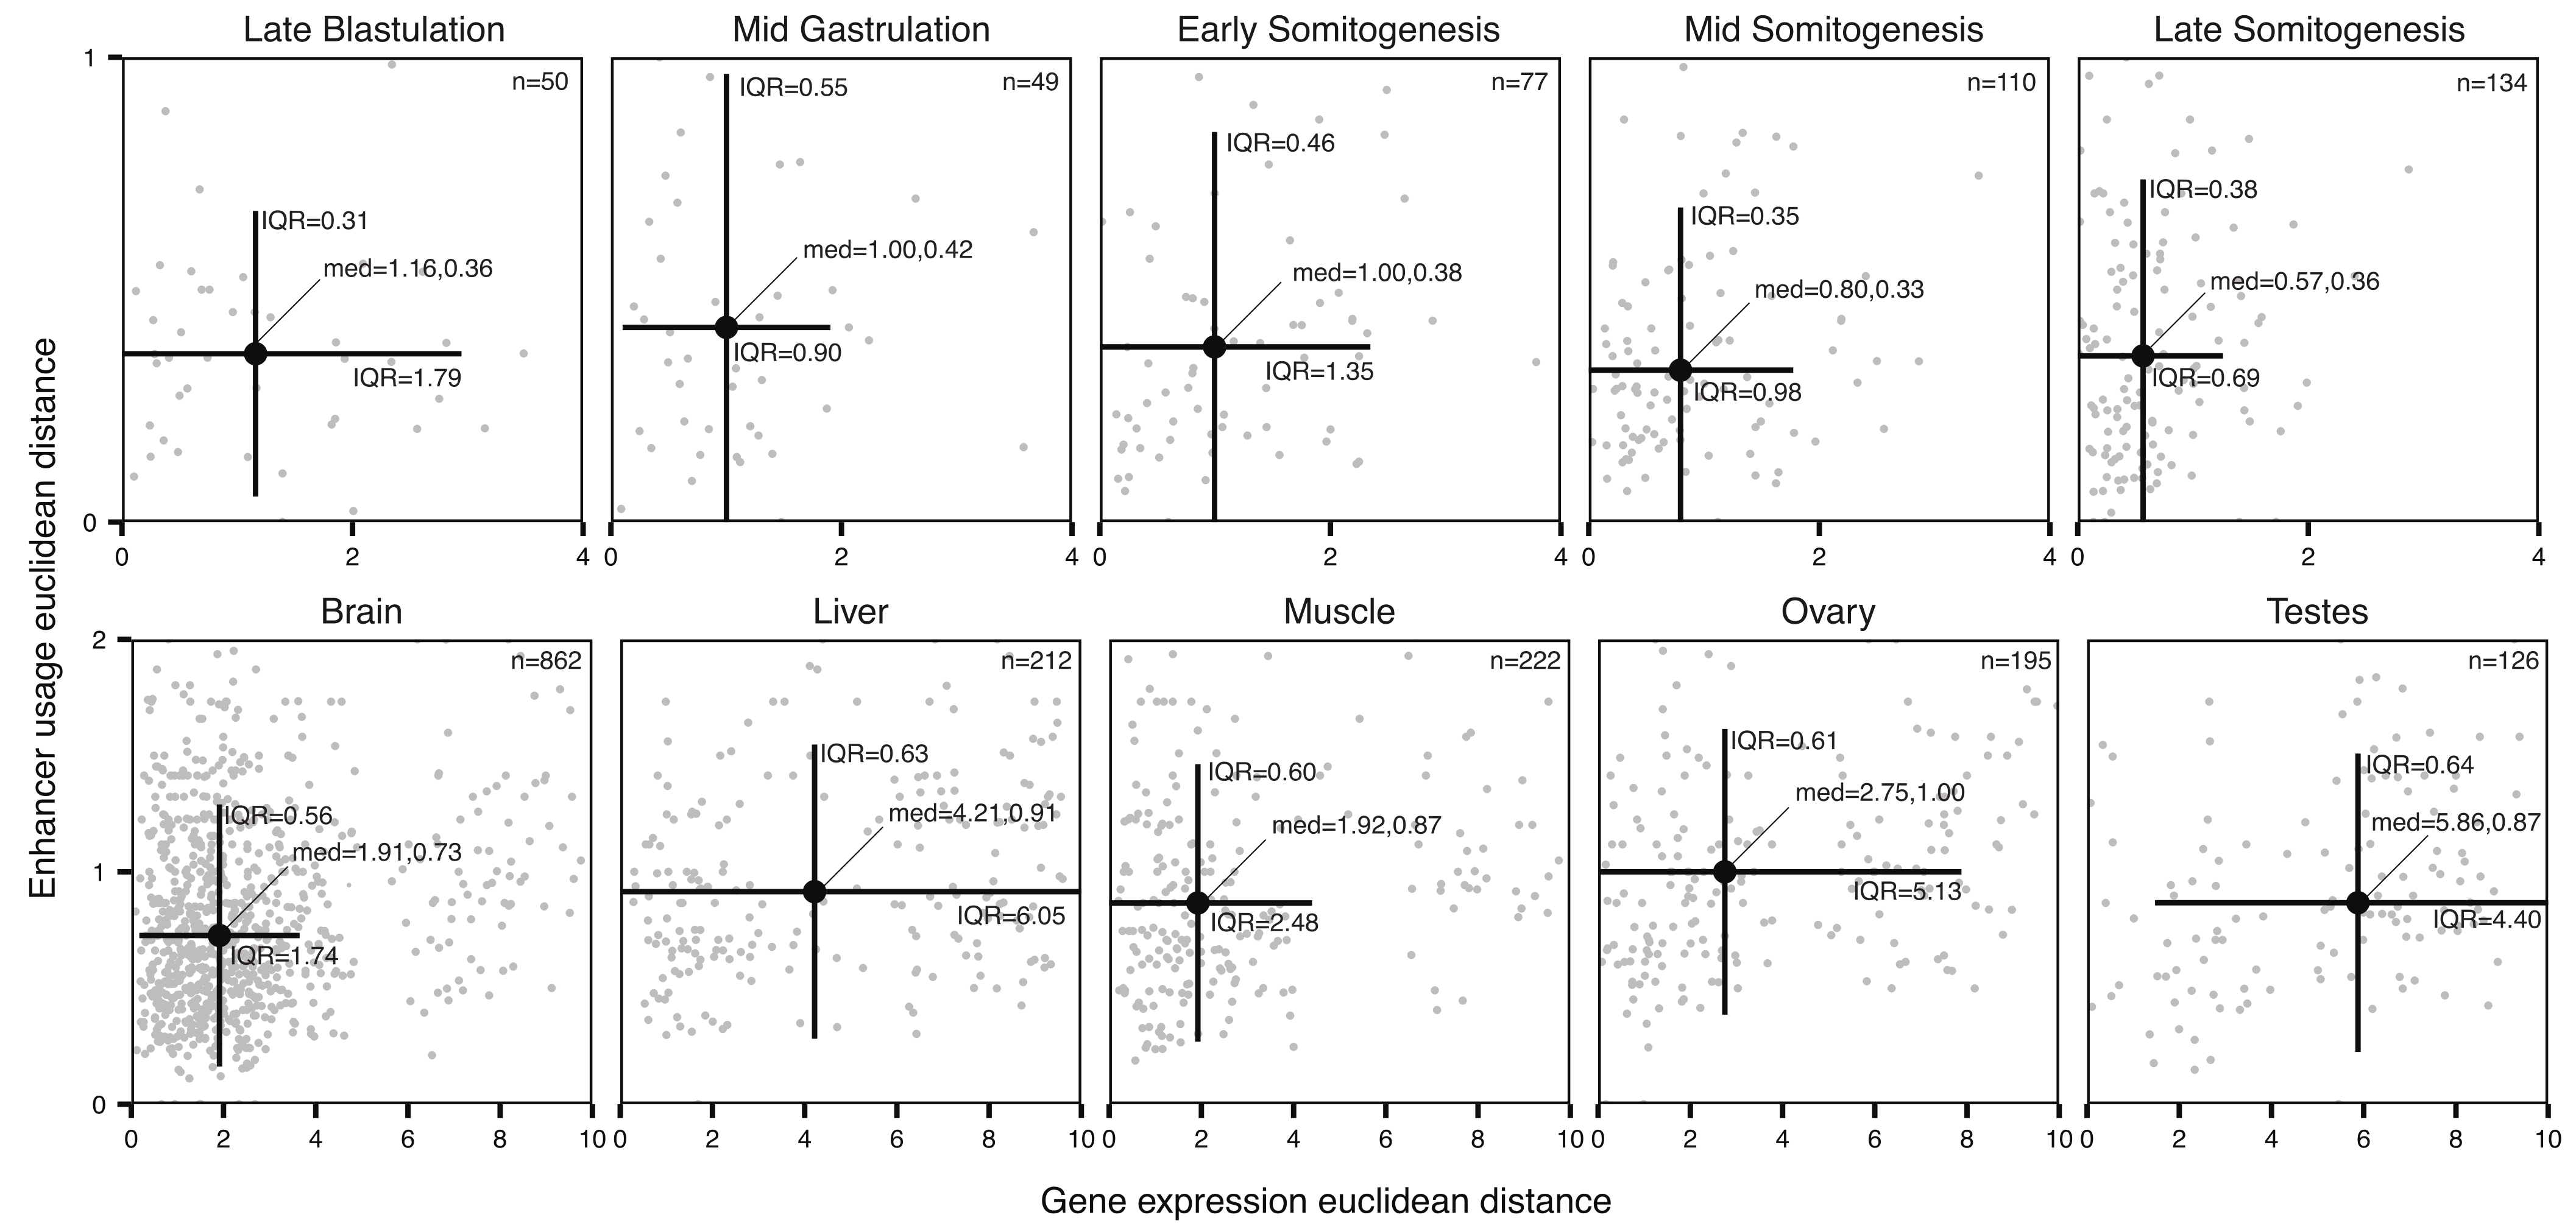 Late Blastulation
Mid Gastrulation
Early Somitogenesis
Mid Somitogenesis
Late Somitogenesis
Enhancer usage euclidean distance
1
0
n=50
IQR=0.31
med=1.16,0.36
IQR=1.79
0 2 4
n=49
IQR=0.55
med=1.00,0.42
IQR=0.90
0 2 4
n=77
IQR=0.46
med=1.00,0.38
IQR=1.35
0 2 4
n=110
IQR=0.35
med=0.80,0.33
IQR=0.98
0 2 4
n=134
IQR=0.38
med=0.57,0.36
IQR=0.69
0 2 4
Brain
Liver
Muscle
Ovary
Testes
2
1
0
n=862
IQR=0.56
med=1.91,0.73
IQR=1.74
0 2 4 6 8 10
n=212
IQR=0.63
med=4.21,0.91
IQR=6.05
0 2 4 6 8 10
n=222
IQR=0.60
med=1.92,0.87
IQR=2.48
0 2 4 6 8 10
n=195
IQR=0.61
med=2.75,1.00
IQR=5.13
0 2 4 6 8 10
n=126
IQR=0.64
med=5.86,0.87
IQR=4.40
0 2 4 6 8 10
Gene expression euclidean distance